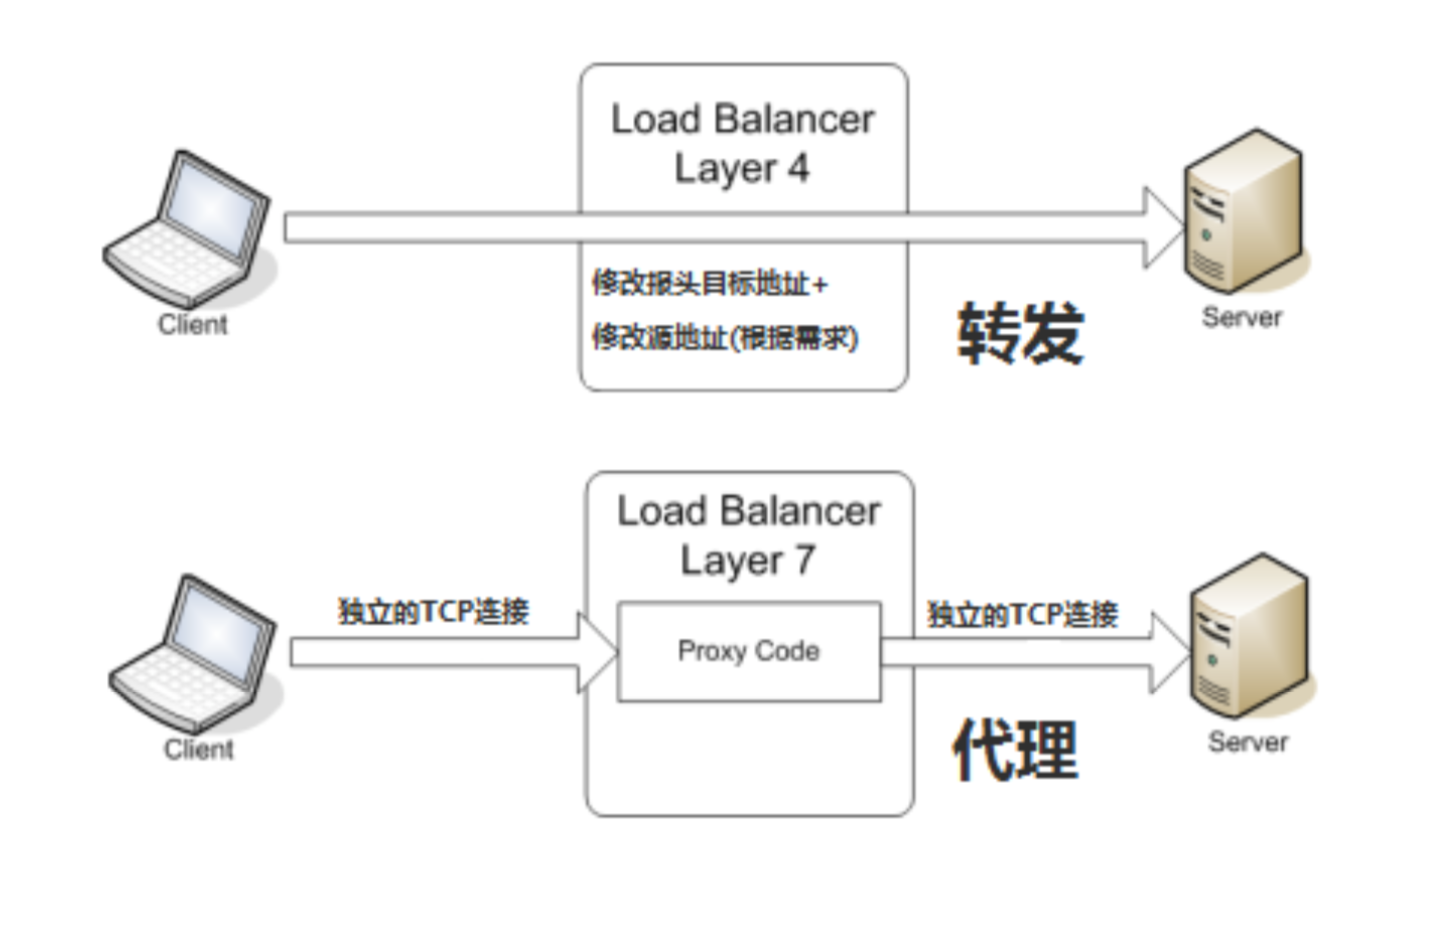 Load Balancer
Layer 4
修改报头目标地址+
修改源地址(根据需求)
转发
Client
Server
Load Balancer
Layer 7
独立的TCP连接
Proxy Code
独立的TCP连接
代理
Client
Server